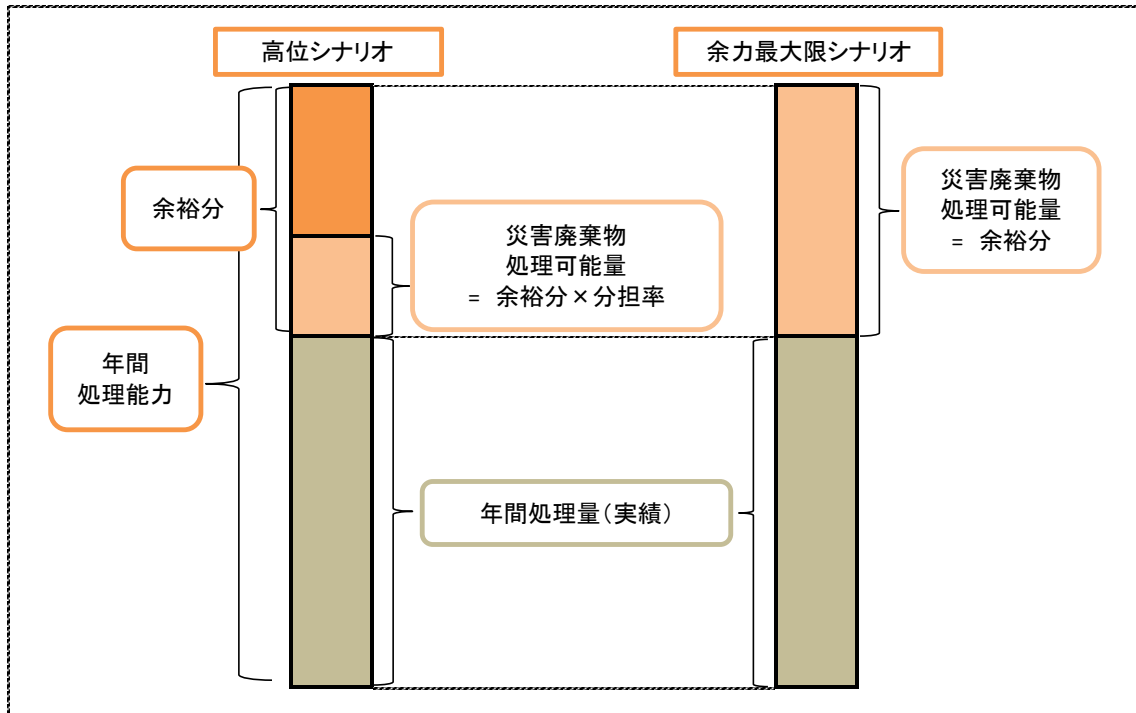 高位シナリオ
余力最大限シナリオ
余裕分
災害廃棄物
処理可能量
= 余裕分×分担率
災害廃棄物
処理可能量
= 余裕分
年間
処理能力
年間処理量(実績)